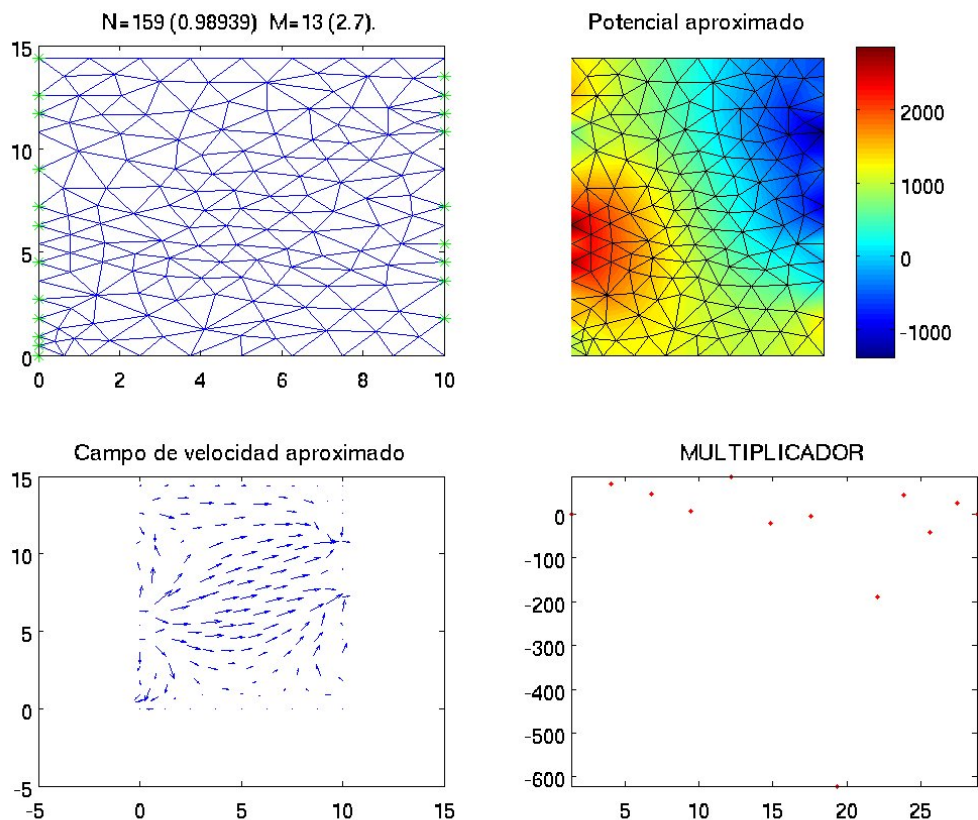 N=159 (0.98939) M=13 (2.7).
15
10
5
0
0 2 4 6 8 10
Potencial aproximado
2000
1000
0
-1000
Campo de velocidad aproximado
15
10
5
0
-5
-5 0 5 10 15
MULTIPLICADOR
0
-100
-200
-300
-400
-500
-600
5 10 15 20 25